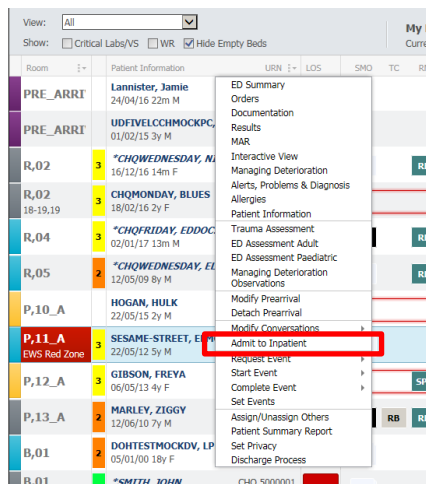 View: All
Show: Critical Labs/VS WR Hide Empty Beds
My
Curre
Room Patient Information URN LOS SMO TC RE
PRE_ARRI
Lannister, Jamie
24/04/16 22m M
PRE_ARRI
UDFIVELCCHMOCKPC,
01/02/15 3y M
R,02
3
*CHQWEDNESDAY, NI
16/12/16 14m F
R,02
18-19,19
3
CHQMONDAY, BLUES
18/02/16 2y F
R,04
3
*CHQFRIDAY, EDDOC
02/01/17 13m M
R,05
2
*CHQWEDNESDAY, EL
12/05/09 8y M
P,10_A
HOGAN, HULK
22/05/15 2y M
P,11_A
EWS Red Zone
3
SESAME-STREET, ELM
22/05/12 5y M
P,12_A
3
GIBSON, FREYA
06/05/13 4y F
P,13_A
2
MARLEY, ZIGGY
12/06/10 7y M
B,01
2
DOHTESTMOCKDV, LP
05/01/00 18y F
B,01
*SMITH, JOHN
CHQ 5000001
ED Summary
Orders
Documentation
Results
MAR
Interactive View
Managing Deterioration
Alerts, Problems & Diagnosis
Allergies
Patient Information
Trauma Assessment
ED Assessment Adult
ED Assessment Paediatric
Managing Deterioration
Observations
Modify Prearrival
Detach Prearrival
Modify Conversations
Admit to Inpatient
Request Event
Start Event
Complete Event
Set Events
Assign/Unassign Others
Patient Summary Report
Set Privacy
Discharge Process
RB
SP